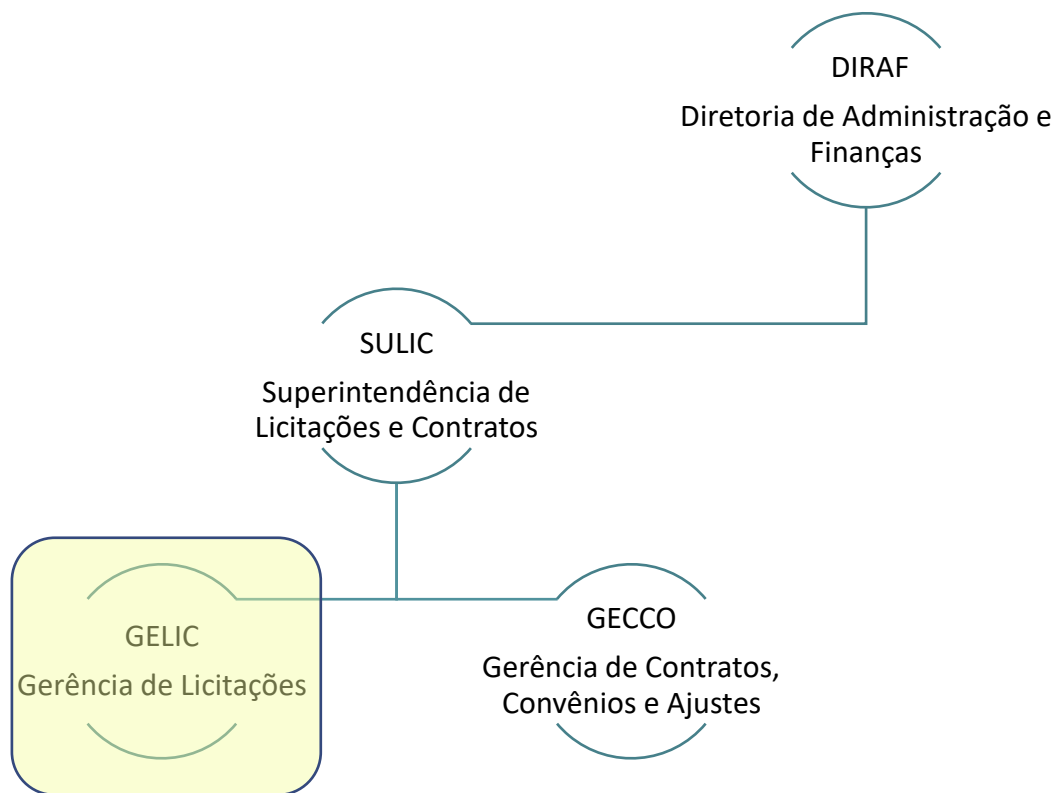 DIRAF
Diretoria de Administração e
Finanças
SULIC
Superintendência de
Licitações e Contratos
GELIC
Gerência de Licitações
GECCO
Gerência de Contratos,
Convênios e Ajustes